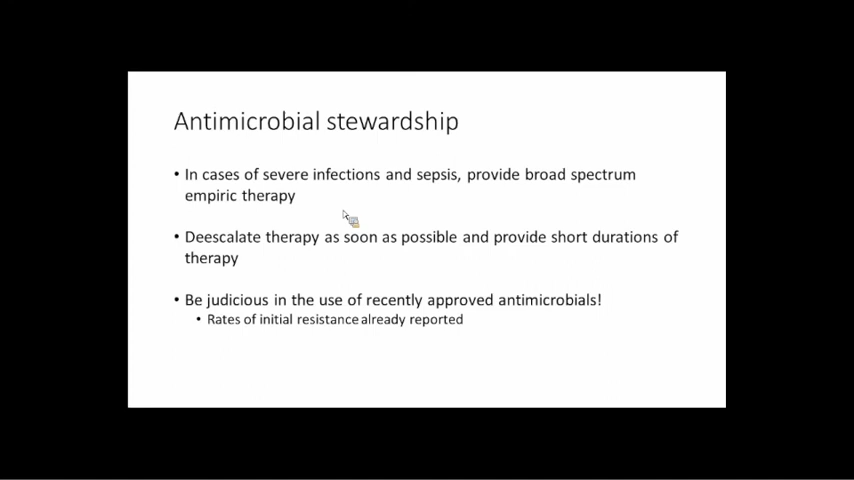 Antimicrobial stewardship
• In cases of severe infections and sepsis, provide broad spectrum
empiric therapy
• Deescalate therapy as soon as possible and provide short durations of
therapy
• Be judicious in the use of recently approved antimicrobials!
• Rates of initial resistance already reported